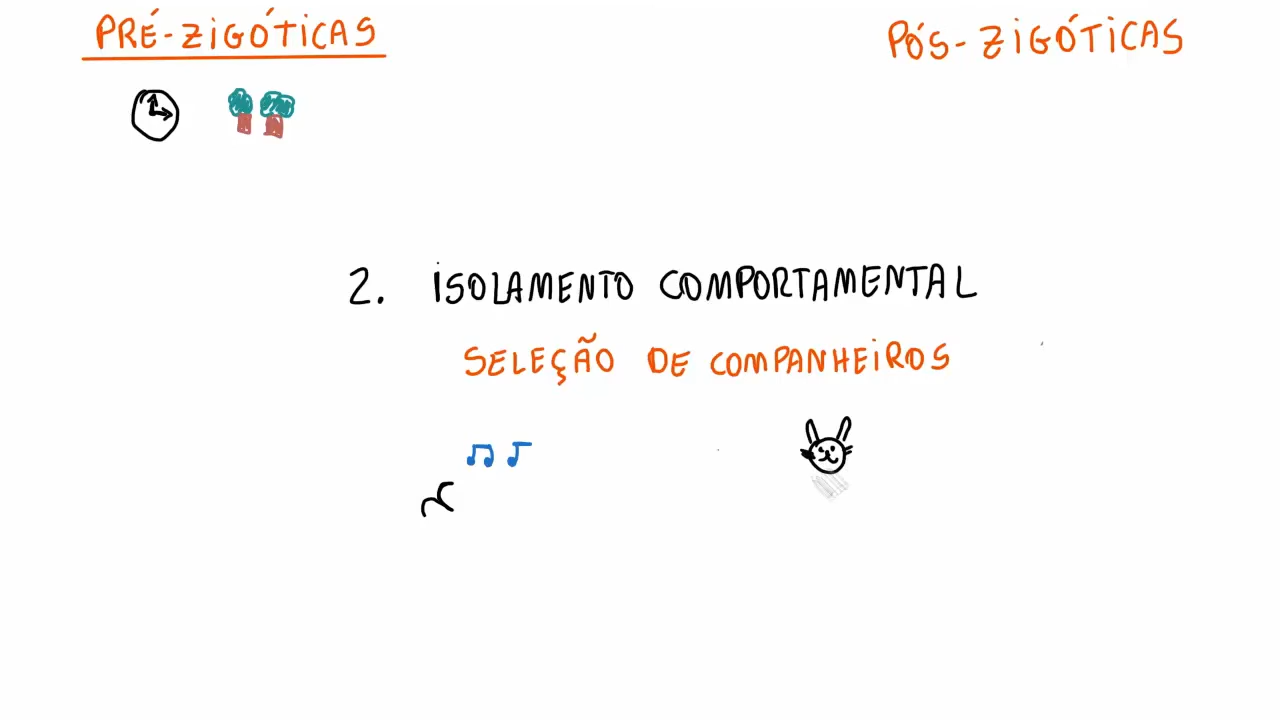 PRÉ-ZIGÓTICAS
PÓS-ZIGÓTICAS
2. ISOLAMENTO COMPORTAMENTAL
SELEÇÃO DE COMPANHEIROS